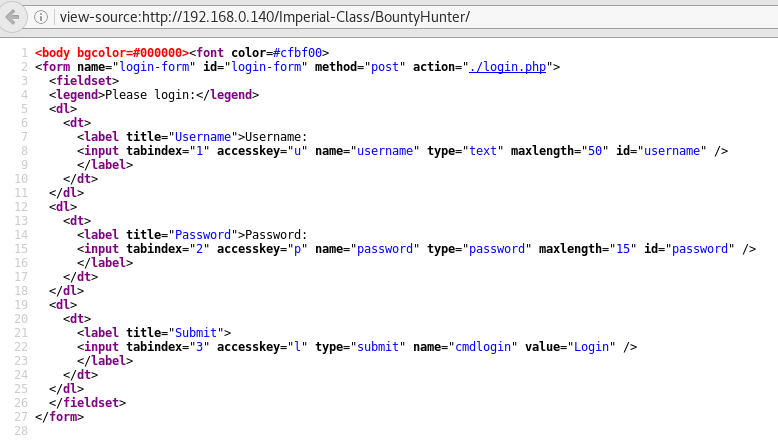 view-source:http://192.168.0.140/Imperial-Class/BountyHunter/
1 <body bgcolor=#000000><font color=#cfbf00>
2 <form name="login-form" id="login-form" method="post" action="./login.php">
3   <fieldset>
4   <legend>Please login:</legend>
5   <dl>
6     <dt>
7       <label title="Username">Username:
8       <input tabindex="1" accesskey="u" name="username" type="text" maxlength="50" id="username" />
9       </label>
10     </dt>
11   </dl>
12   <dl>
13     <dt>
14       <label title="Password">Password:
15       <input tabindex="2" accesskey="p" name="password" type="password" maxlength="15" id="password" />
16       </label>
17     </dt>
18   </dl>
19   <dl>
20     <dt>
21       <label title="Submit">
22       <input tabindex="3" accesskey="l" type="submit" name="cmdlogin" value="Login" />
23       </label>
24     </dt>
25   </dl>
26   </fieldset>
27 </form>
28